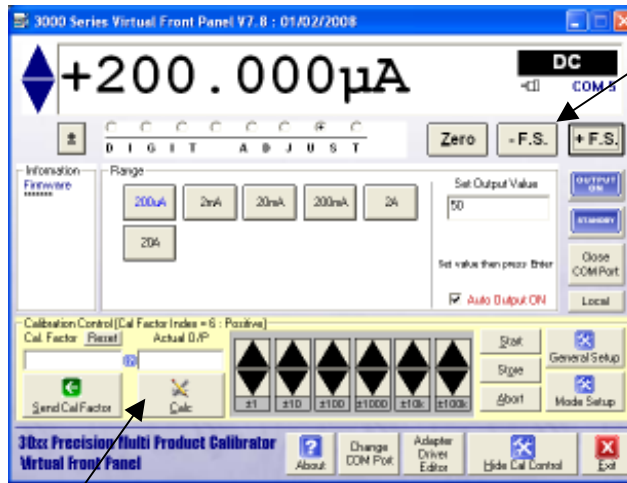 3000 Series Virtual Front Panel V7.8 : 01/02/2008
+200.000µA
DC
COM 5
±
DIGIT ADJUST
Zero
- F.S.
+ F.S.
Information
Firmware
Range
200uA
2mA
20mA
200mA
2A
20A
Set Output Value
50
Set value then press Enter
Auto Output ON
OUTPUT ON
STANDBY
Close COM Port
Local
Calibration Control [Cal Factor Index = 6 : Positive]
Cal. Factor Reset Actual O/P
Send Cal Factor
Calc
±1
±10
±100
±1000
±10k
±100k
Start
Store
Abort
General Setup
Mode Setup
30xx Precision Multi Product Calibrator
Virtual Front Panel
About
Change COM Port
Adapter Driver Editor
Hide Cal Control
Exit